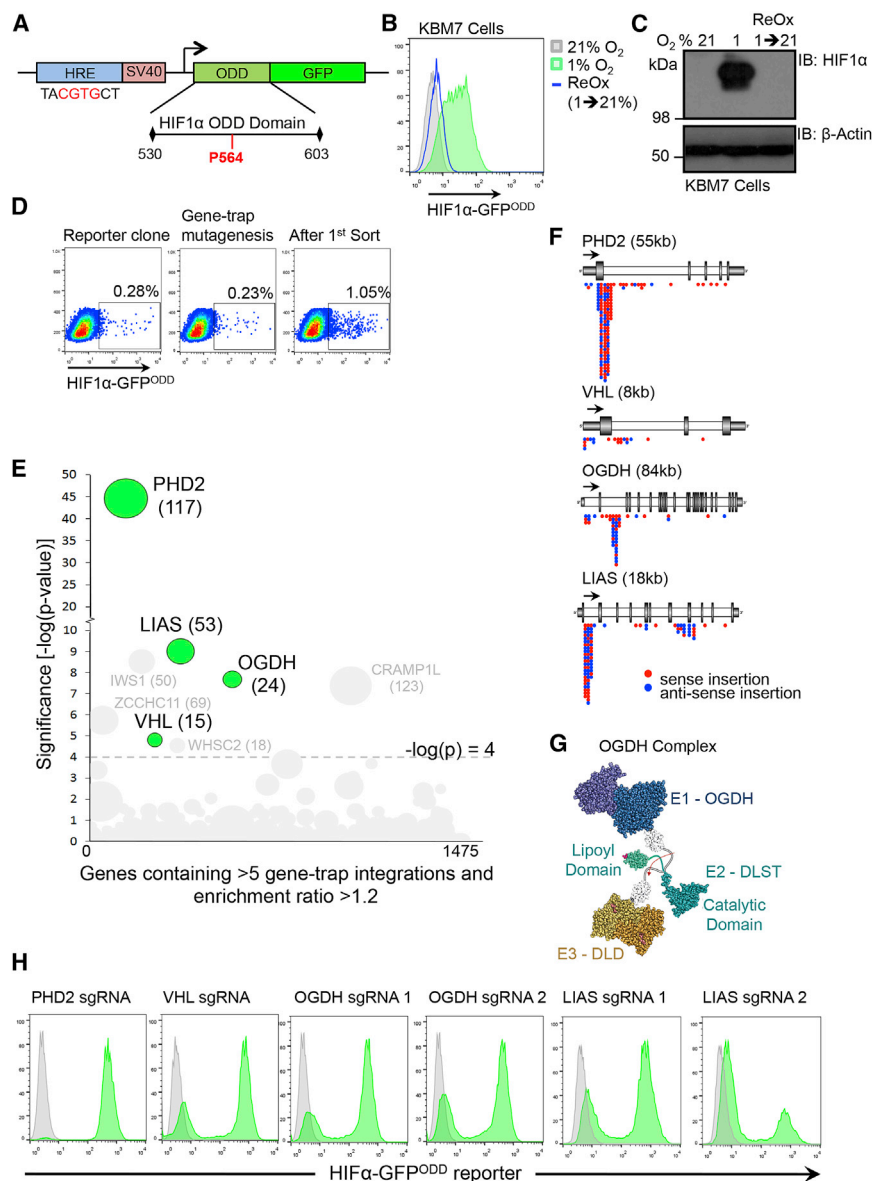 A
HRE
SV40
ODD
GFP
TACGTGCT
HIF1α ODD Domain
530
P564
603
B
KBM7 Cells
21% O2
1% O2
ReOx
(1➔21%)
HIF1α-GFPODD
C
ReOx
O2 % 21 1 1➔21
kDa
IB: HIF1α
98
IB: β-Actin
50
KBM7 Cells
D
Reporter clone
Gene-trap
mutagenesis
After 1st Sort
0.28%
0.23%
1.05%
HIF1α-GFPODD
E
Significance [-log(p-value)]
50
45
40
35
30
25
20
15
10
9
8
7
6
5
4
3
2
1
0
PHD2
(117)
LIAS (53)
OGDH
(24)
IWS1 (50)
CRAMP1L
(123)
ZCCHC11 (69)
VHL (15)
WHSC2 (18)
-log(p) = 4
0
1475
Genes containing >5 gene-trap integrations and
enrichment ratio >1.2
F
PHD2 (55kb)
VHL (8kb)
OGDH (84kb)
LIAS (18kb)
sense insertion
anti-sense insertion
G
OGDH Complex
E1 - OGDH
Lipoyl
Domain
E2 - DLST
Catalytic
Domain
E3 - DLD
H
PHD2 sgRNA
VHL sgRNA
OGDH sgRNA 1
OGDH sgRNA 2
LIAS sgRNA 1
LIAS sgRNA 2
HIFα-GFPODD reporter